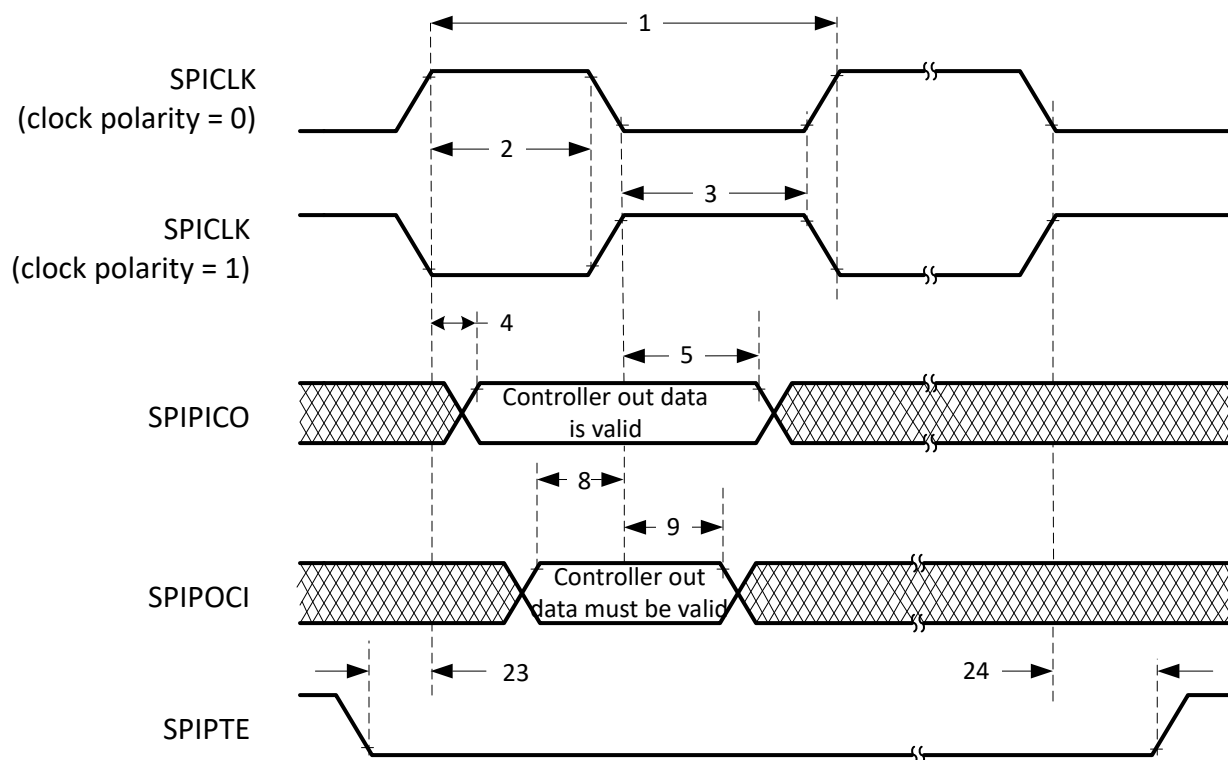 1
SPICLK
(clock polarity = 0)
2
3
SPICLK
(clock polarity = 1)
4
5
SPIPICO
Controller out data
is valid
8
9
SPIPOCI
Controller out
data must be valid
23
24
SPIPTE